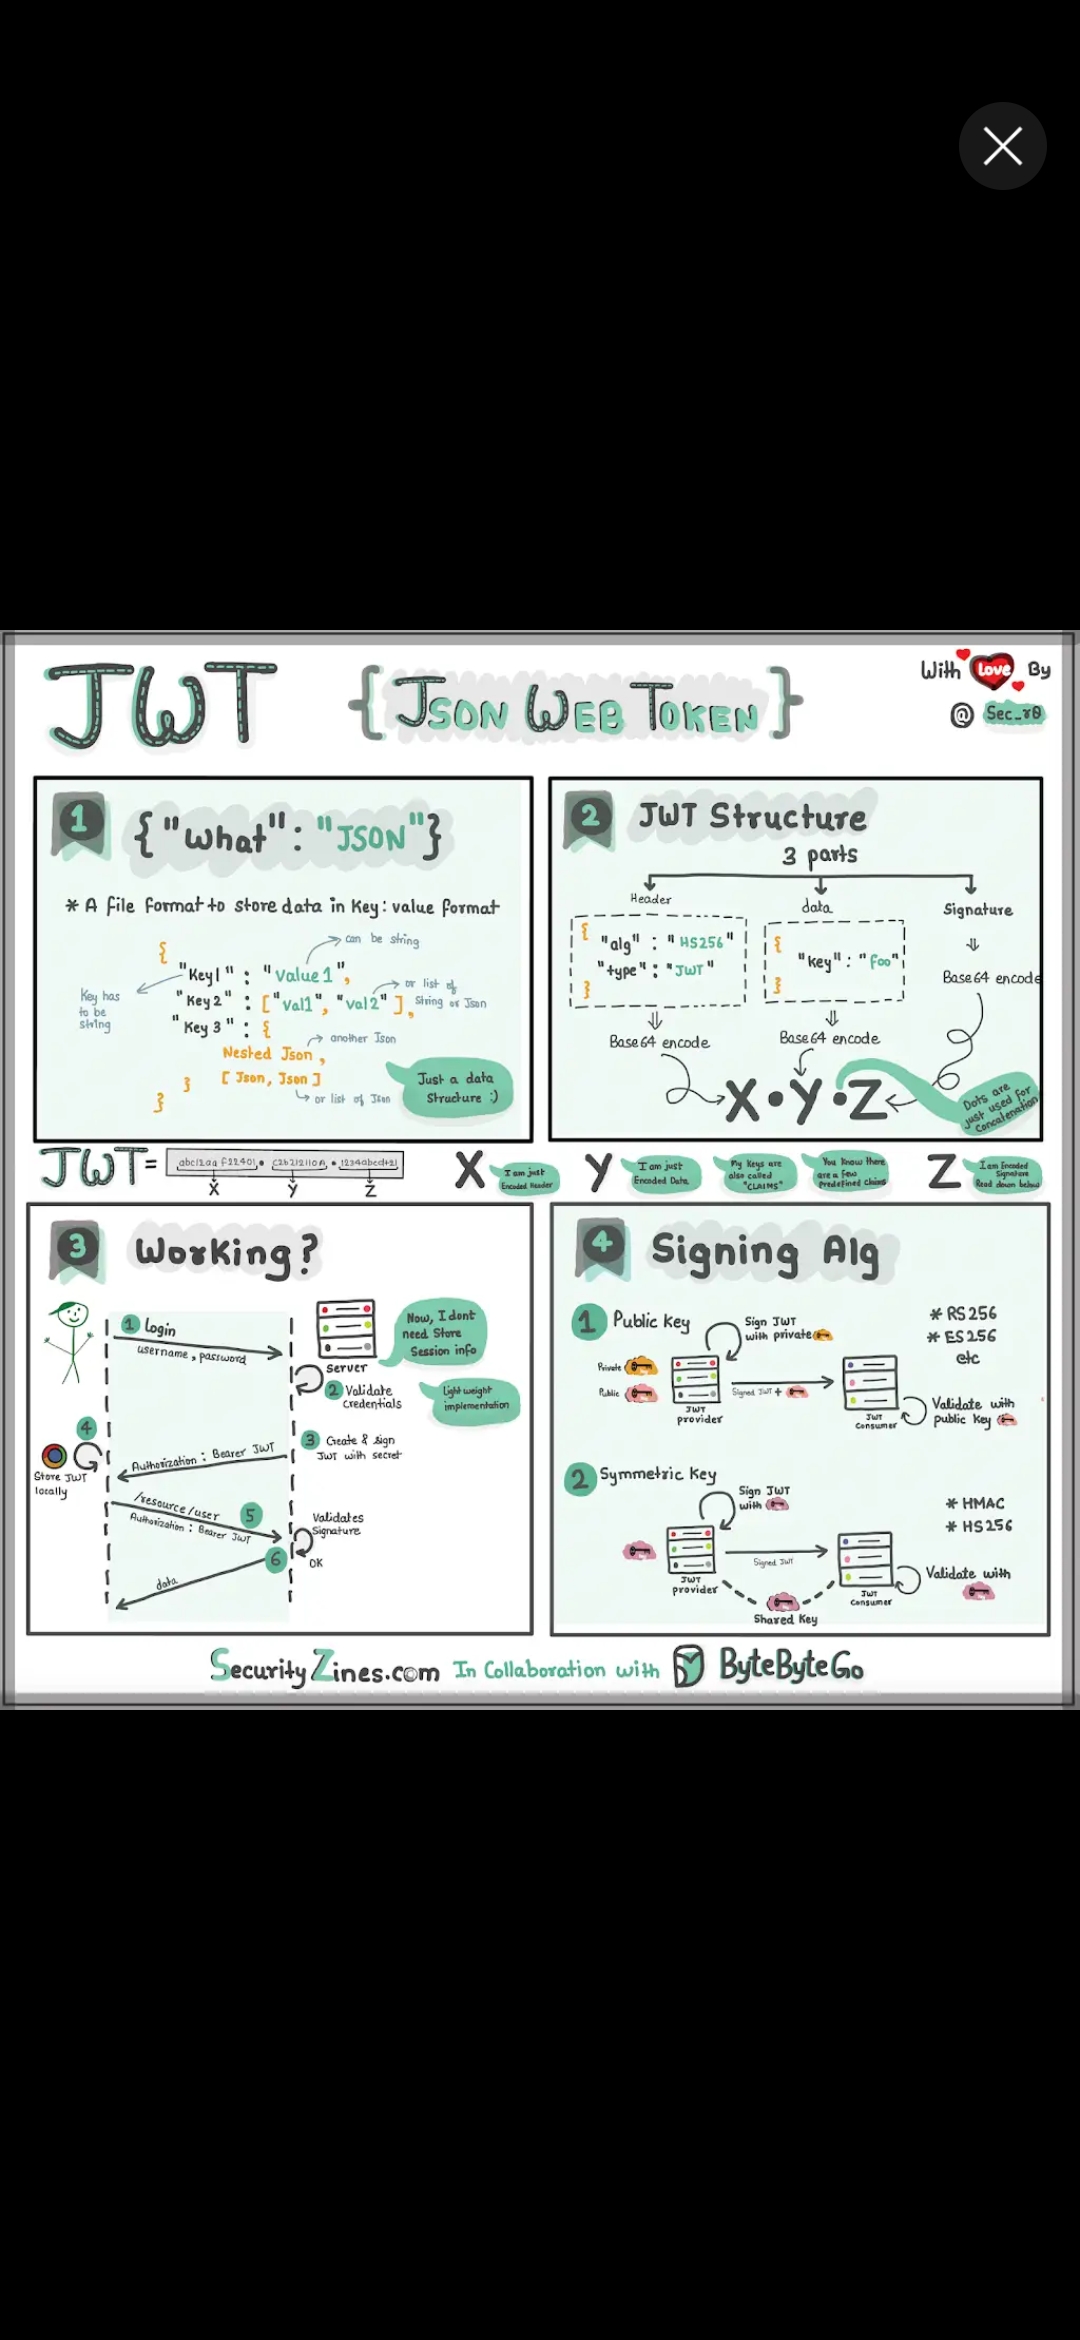 JWT
{ JSON WEB TOKEN }
With Love By
@ Sec_r0
1
{"What": "JSON"}
* A file format to store data in Key: value format
{
can be string
"Key1" : "Value1",
Key has
to be
string
or list of
String or Json
"Key2" : ["val1", "val2"],
"Key 3" : {
another Json
Nested Json,
[ Json, Json ]
}
or list of Json
}
Just a data
Structure :)
2
JWT Structure
3 parts
Header
data
Signature
{
"alg" : "HS256"
"type" : "JWT"
}
{
"key" : "foo"
}
Base64 encode
Base64 encode
Base64 encode
X.Y.Z
Dots are
just used for
Concatenation
JWT=
X
Y
Z
X
I am just
Encoded Header
Y
I am just
Encoded Data
My Keys are
also called
"CLAIMS"
You Know there
are a few
predefined claims
Z
I am Encoded
Signature
Read down below
3
Working?
1 Login
username, password
Server
Now, I dont
need Store
Session info
2 Validate
Credentials
Light weight
implementation
3 Create & sign
JWT with secret
4
Authorization : Bearer JWT
Store JWT
locally
/resource/user
5
Authorization : Bearer JWT
Validates
Signature
6
OK
data
4
Signing Alg
1 Public Key
Sign JWT
with private
* RS256
* ES256
etc
Private
Public
Signed JWT +
JWT
provider
JWT
Consumer
Validate with
public Key
2 Symmetric Key
Sign JWT
with
* HMAC
* HS256
Signed JWT
JWT
provider
JWT
Consumer
Validate with
Shared Key
SecurityZines.com In Collaboration with ByteByteGo